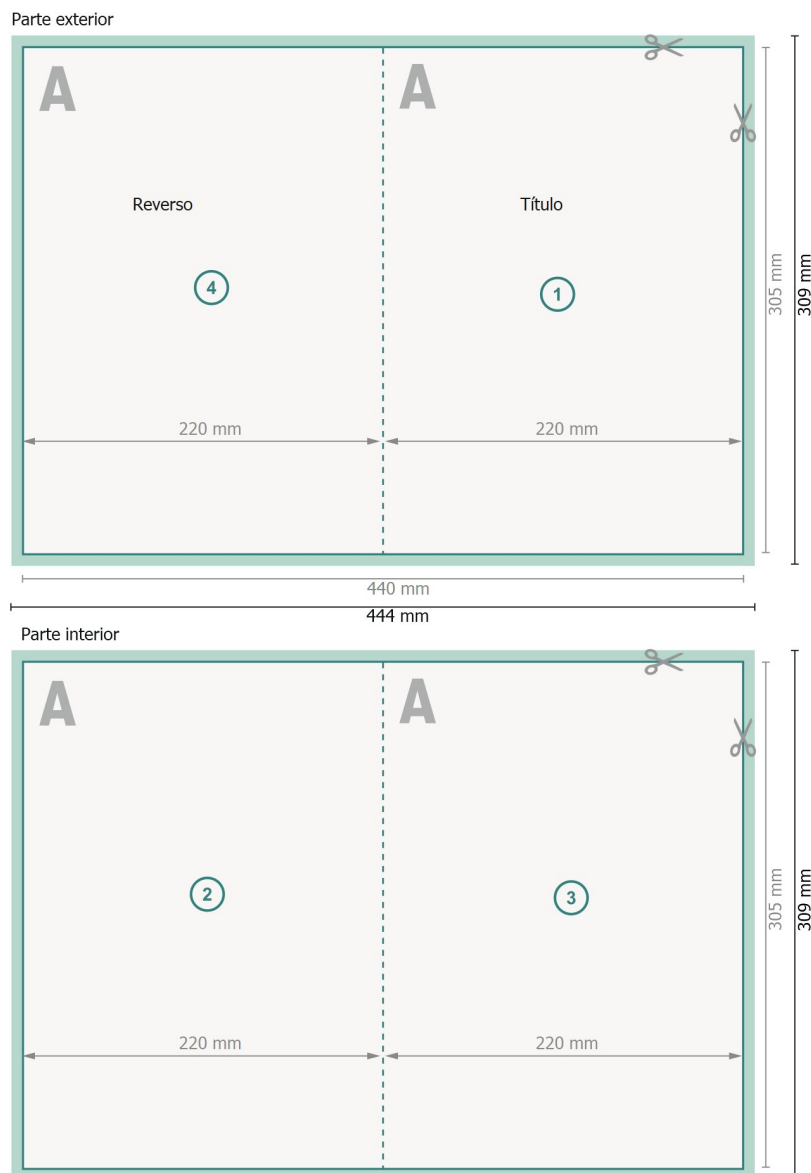 Parte exterior
A
A
Reverso
Título
4
1
305 mm
309 mm
220 mm
220 mm
440 mm
444 mm
Parte interior
A
A
2
3
305 mm
309 mm
220 mm
220 mm